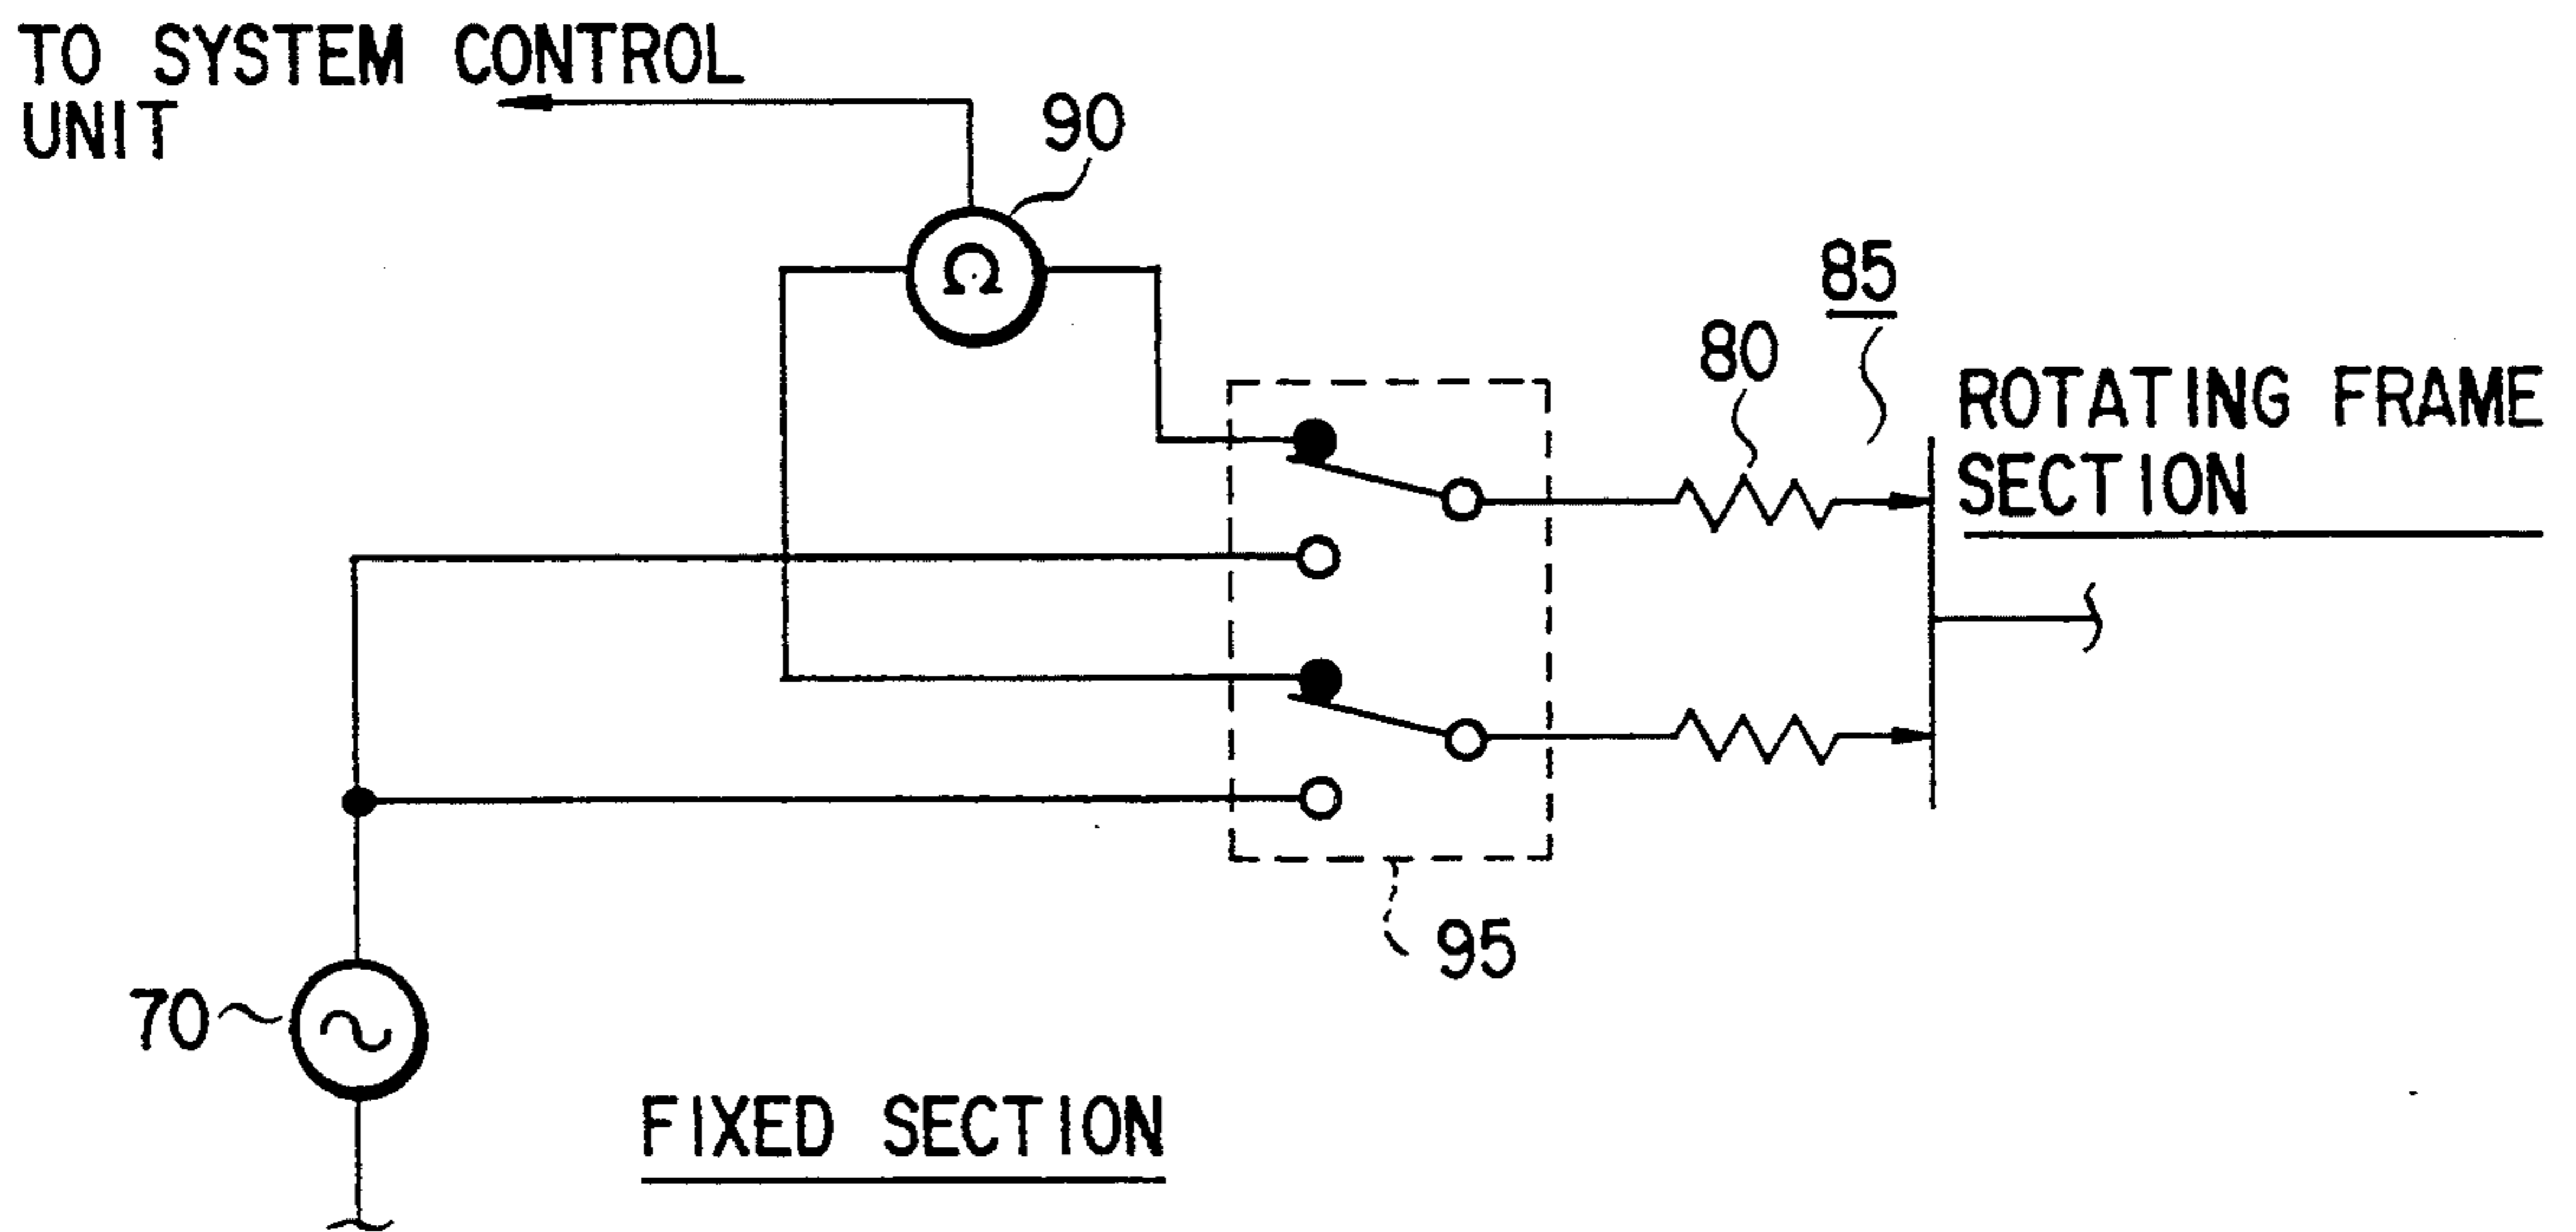 TO SYSTEM CONTROL
UNIT
90
Ω
85
80
ROTATING FRAME
SECTION
95
70
FIXED SECTION